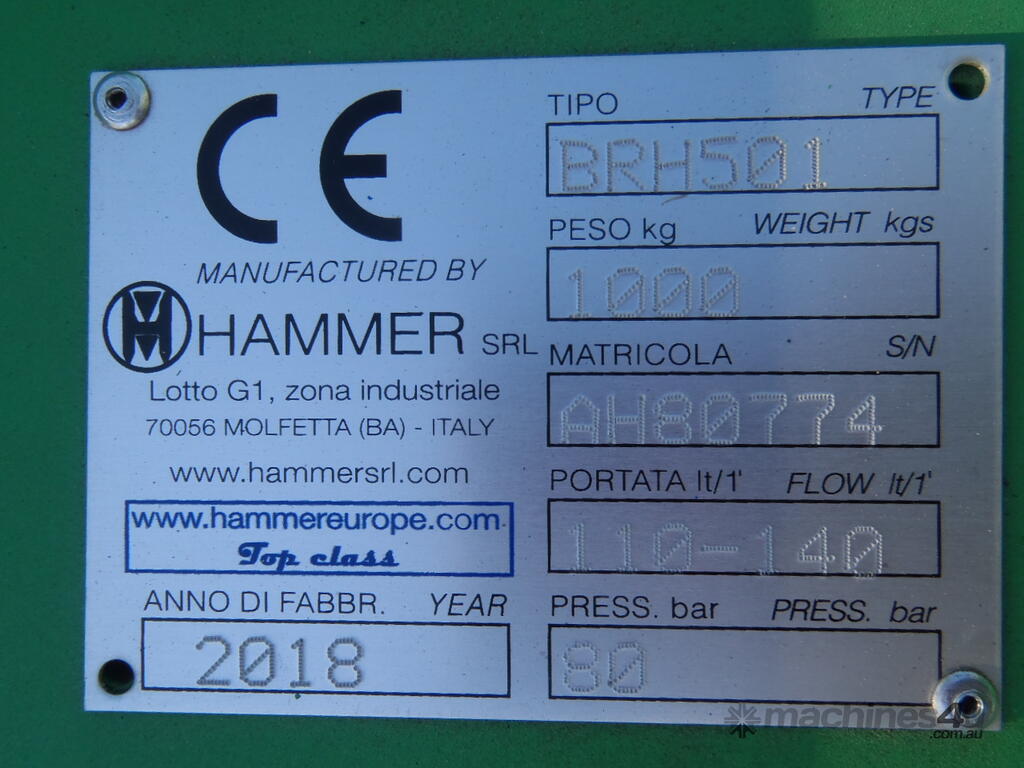 CE
MANUFACTURED BY
HAMMER SRL
Lotto G1, zona industriale
70056 MOLFETTA (BA) - ITALY
www.hammersrl.com
www.hammereurope.com
Top class
ANNO DI FABBR. YEAR
2018
TIPO TYPE
BRH501
PESO kg WEIGHT kgs
1000
MATRICOLA S/N
AH80774
PORTATA lt/1' FLOW lt/1'
110-140
PRESS. bar PRESS. bar
80
machines4u
.com.au